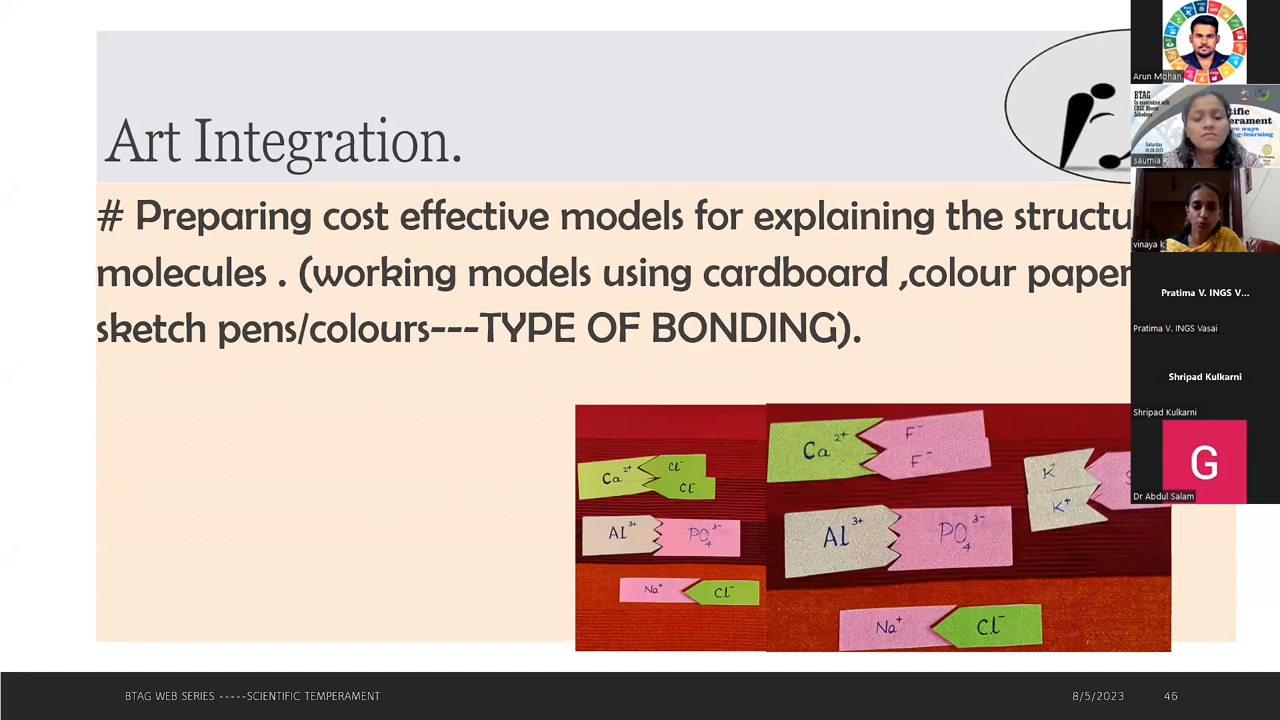 Art Integration.
# Preparing cost effective models for explaining the
molecules . (working models using cardboard ,colour paper
sketch pens/colours---TYPE OF BONDING).
Ca²⁺ Cl⁻
Cl⁻
Al³⁺ PO₄³⁻
Na⁺ Cl⁻
Ca²⁺ F⁻
F⁻
K⁺ S
K⁺
Al³⁺ PO₄³⁻
Na⁺ Cl⁻
BTAG WEB SERIES -----SCIENTIFIC TEMPERAMENT
8/5/2023
46
Arun Mohan
BTAG
Saturday
saumia
vinaya k
Pratima V. INGS V...
Pratima V. INGS Vasai
Shripad Kulkarni
Shripad Kulkarni
G
Dr Abdul Salam